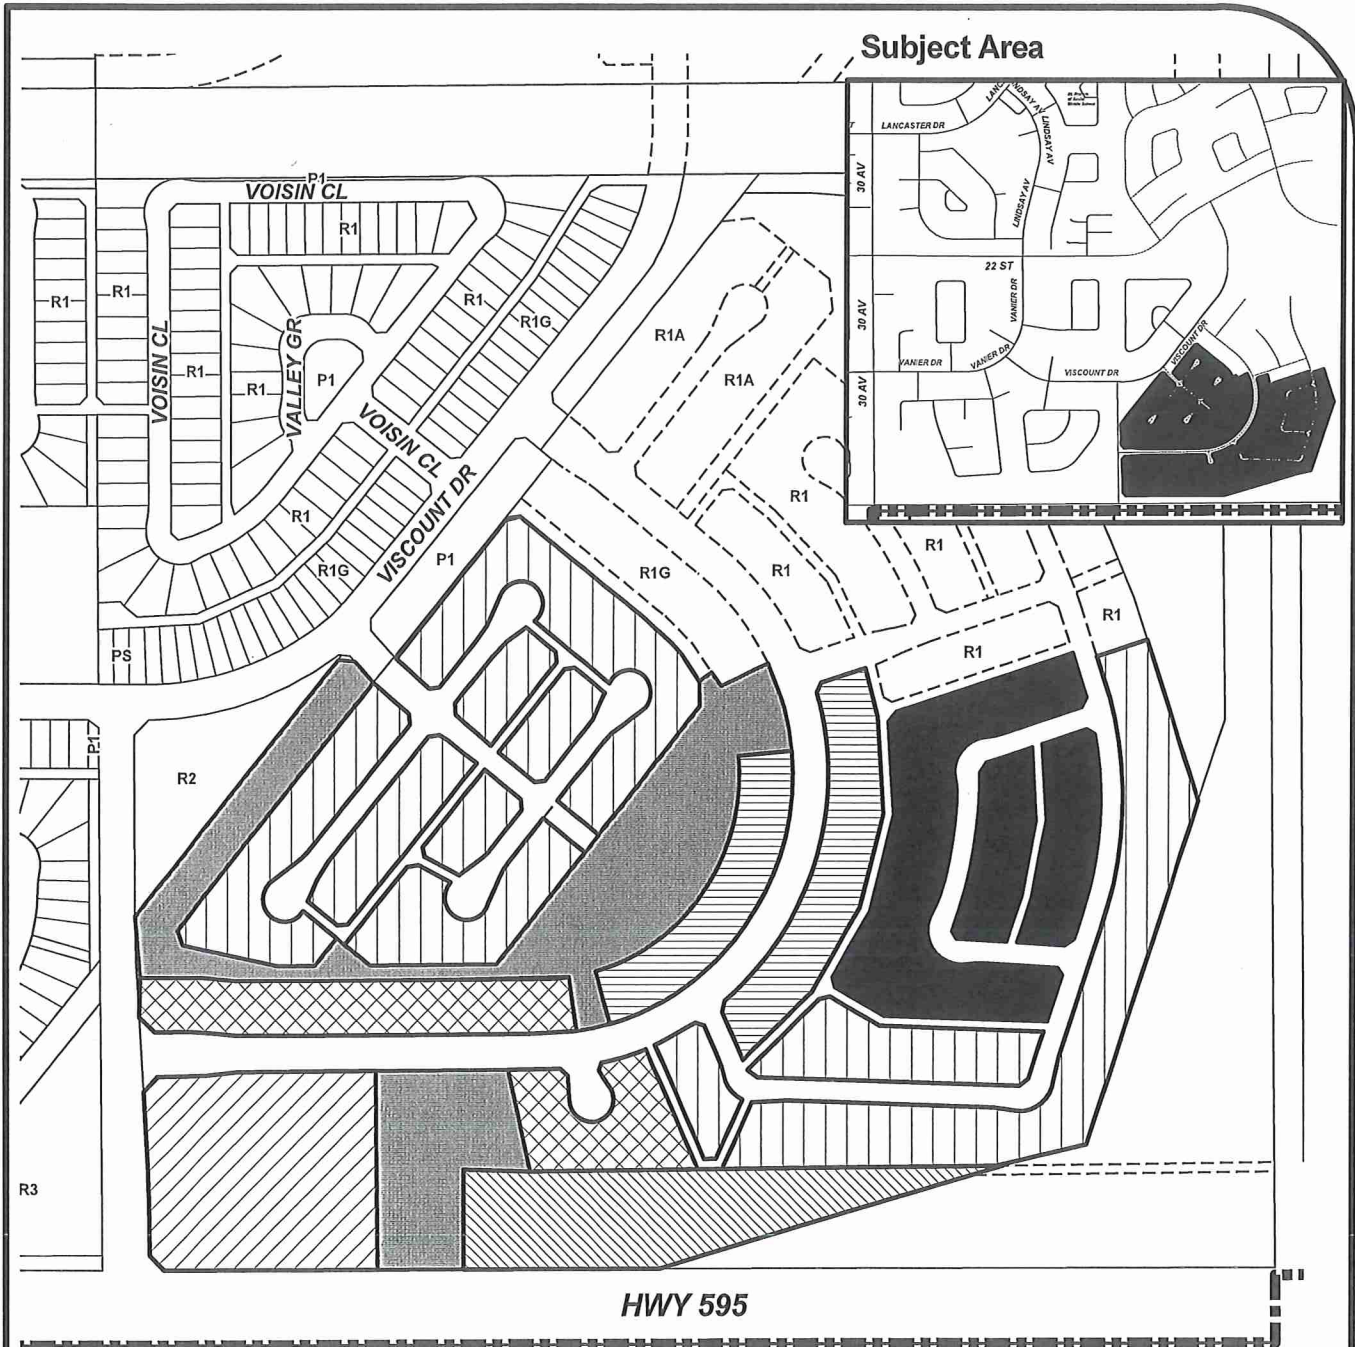 Subject Area
LANCASTER DR
LINDSAY AV
LINDSAY AV
LINDSAY AV
30 AV
22 ST
30 AV
VANIER DR
VISCOUNT DR
VANIER DR
VANIER DR
VISCOUNT DR
30 AV
P1
VOISIN CL
R1
R1
R1
R1
R1G
R1A
VOISIN CL
R1
R1
VALLEY GR
P1
R1A
VOISIN CL
VISCOUNT DR
R1
R1
R1
P1
R1G
R1G
R1
R1
PS
R1
P1
R2
R3
HWY 595